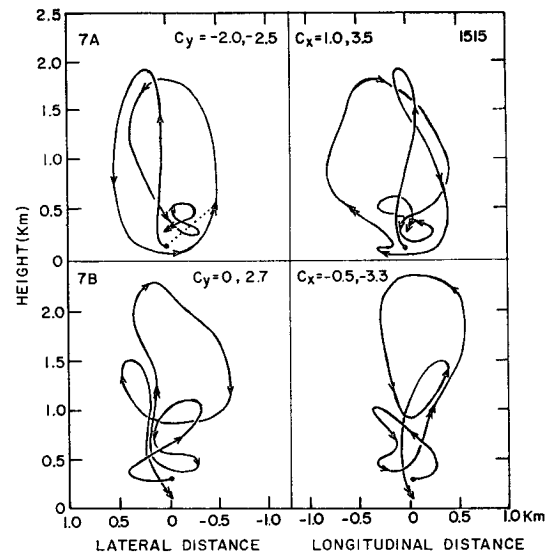 2.5
7A
Cy = -2.0,-2.5
Cx=1.0,3.5
1515
2.0
1.5
1.0
0.5
0
HEIGHT(Km)
7B
Cy=0, 2.7
Cx=-0.5,-3.3
2.0
1.5
1.0
0.5
0
1.0 0.5 0 -0.5 -1.0
-1.0 -0.5 0 0.5 1.0 Km
LATERAL DISTANCE
LONGITUDINAL DISTANCE